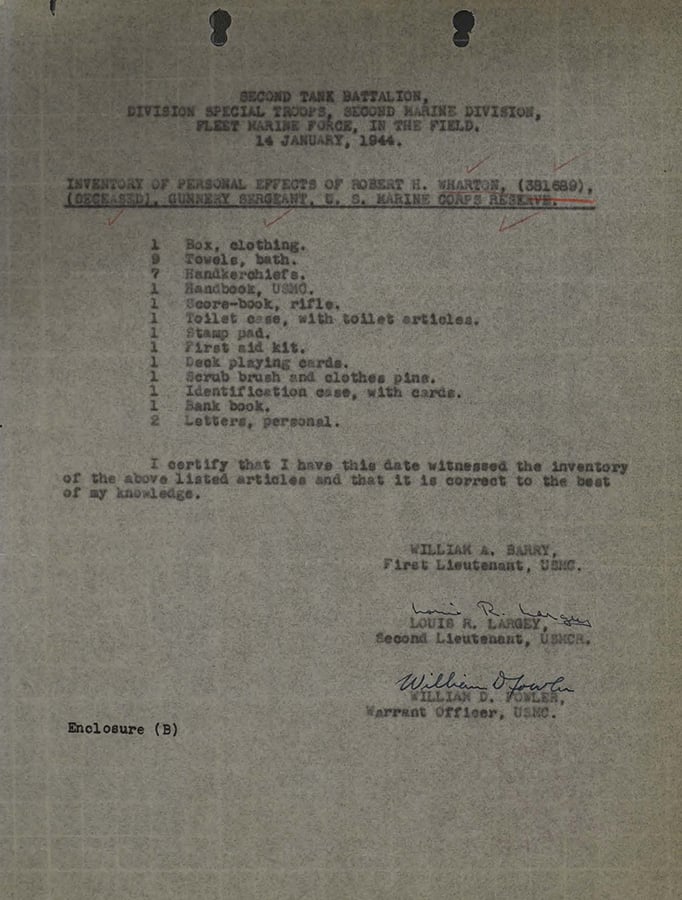 SECOND TANK BATTALION,
DIVISION SPECIAL TROOPS, SECOND MARINE DIVISION,
FLEET MARINE FORCE, IN THE FIELD.
14 JANUARY, 1944.
INVENTORY OF PERSONAL EFFECTS OF ROBERT H. WHARTON, (381689),
(DECEASED), GUNNERY SERGEANT, U. S. MARINE CORPS RESERVE.
1 Box, clothing.
9 Towels, bath.
7 Handkerchiefs.
1 Handbook, USMC.
1 Score-book, rifle.
1 Toilet case, with toilet articles.
1 Stamp pad.
1 First aid kit.
1 Deck playing cards.
1 Scrub brush and clothes pins.
1 Identification case, with cards.
1 Bank book.
2 Letters, personal.
I certify that I have this date witnessed the inventory
of the above listed articles and that it is correct to the best
of my knowledge.
WILLIAM A. BARRY,
First Lieutenant, USMC.
Louis R. Largey
LOUIS R. LARGEY,
Second Lieutenant, USMCR.
William D Fowler
WILLIAM D. FOWLER,
Warrant Officer, USMC.
Enclosure (B)